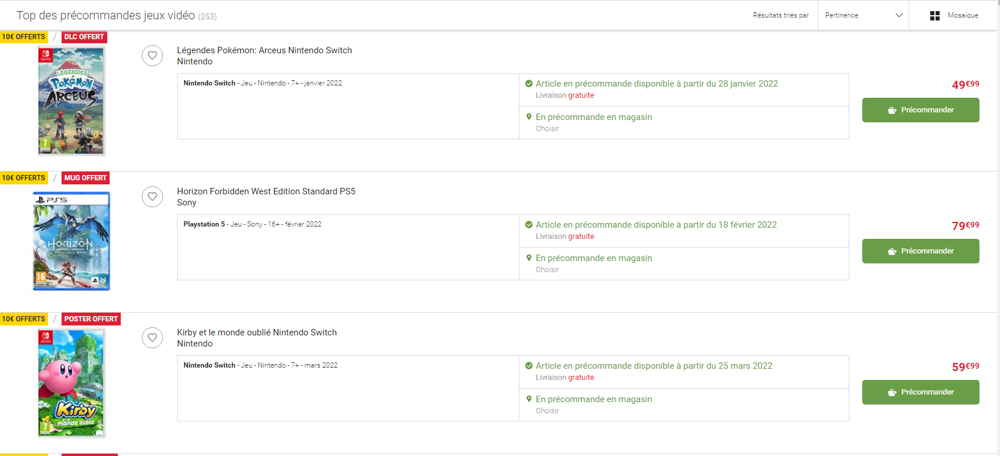 Top des précommandes jeux vidéo (253)
Résultats triés par
Pertinence
Mosaïque
10€ OFFERTS / DLC OFFERT
LÉGENDES
POKÉMON
ARCEUS
7
Légendes Pokémon: Arceus Nintendo Switch
Nintendo
Nintendo Switch - Jeu - Nintendo - 7+ - janvier 2022
Article en précommande disponible à partir du 28 janvier 2022
Livraison gratuite
En précommande en magasin
Choisir
49€99
Précommander
10€ OFFERTS / MUG OFFERT
PS5
HORIZON
FORBIDDEN WEST
16
Horizon Forbidden West Edition Standard PS5
Sony
Playstation 5 - Jeu - Sony - 16+ - février 2022
Article en précommande disponible à partir du 18 février 2022
Livraison gratuite
En précommande en magasin
Choisir
79€99
Précommander
10€ OFFERTS / POSTER OFFERT
Kirby
et le
monde oublié
7
Kirby et le monde oublié Nintendo Switch
Nintendo
Nintendo Switch - Jeu - Nintendo - 7+ - mars 2022
Article en précommande disponible à partir du 25 mars 2022
Livraison gratuite
En précommande en magasin
Choisir
59€99
Précommander